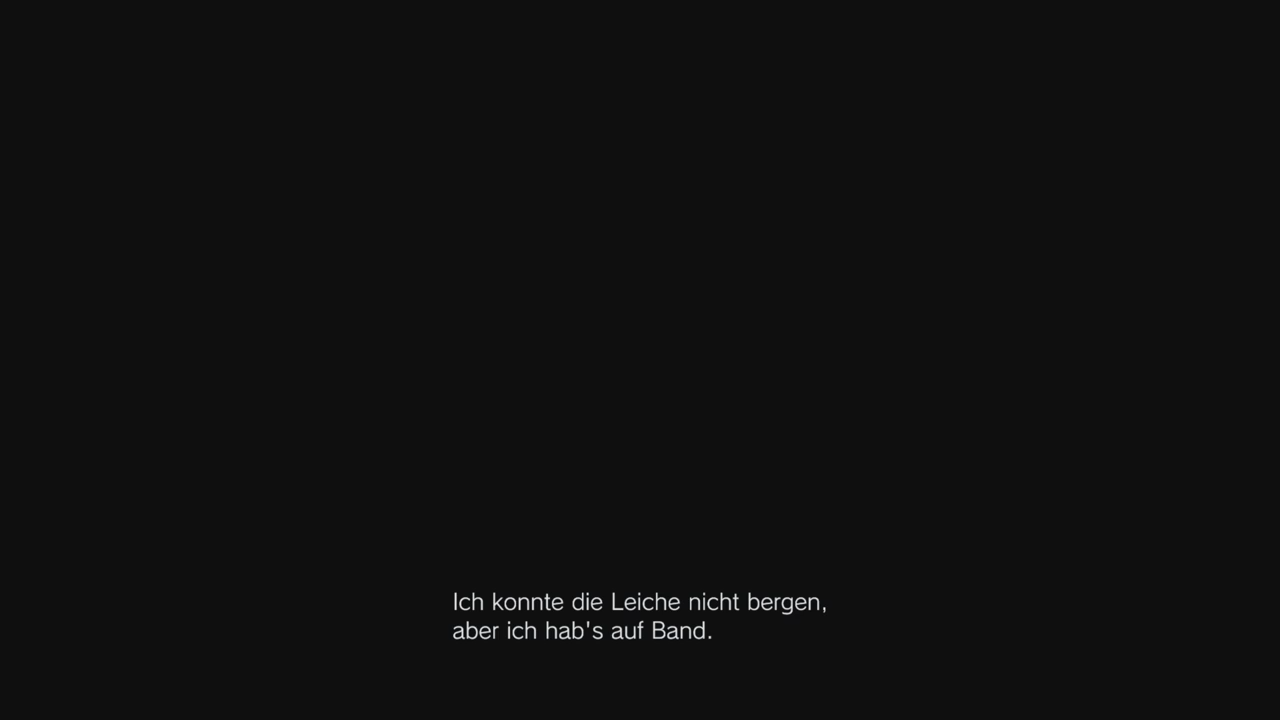 Ich konnte die Leiche nicht bergen,
aber ich hab's auf Band.